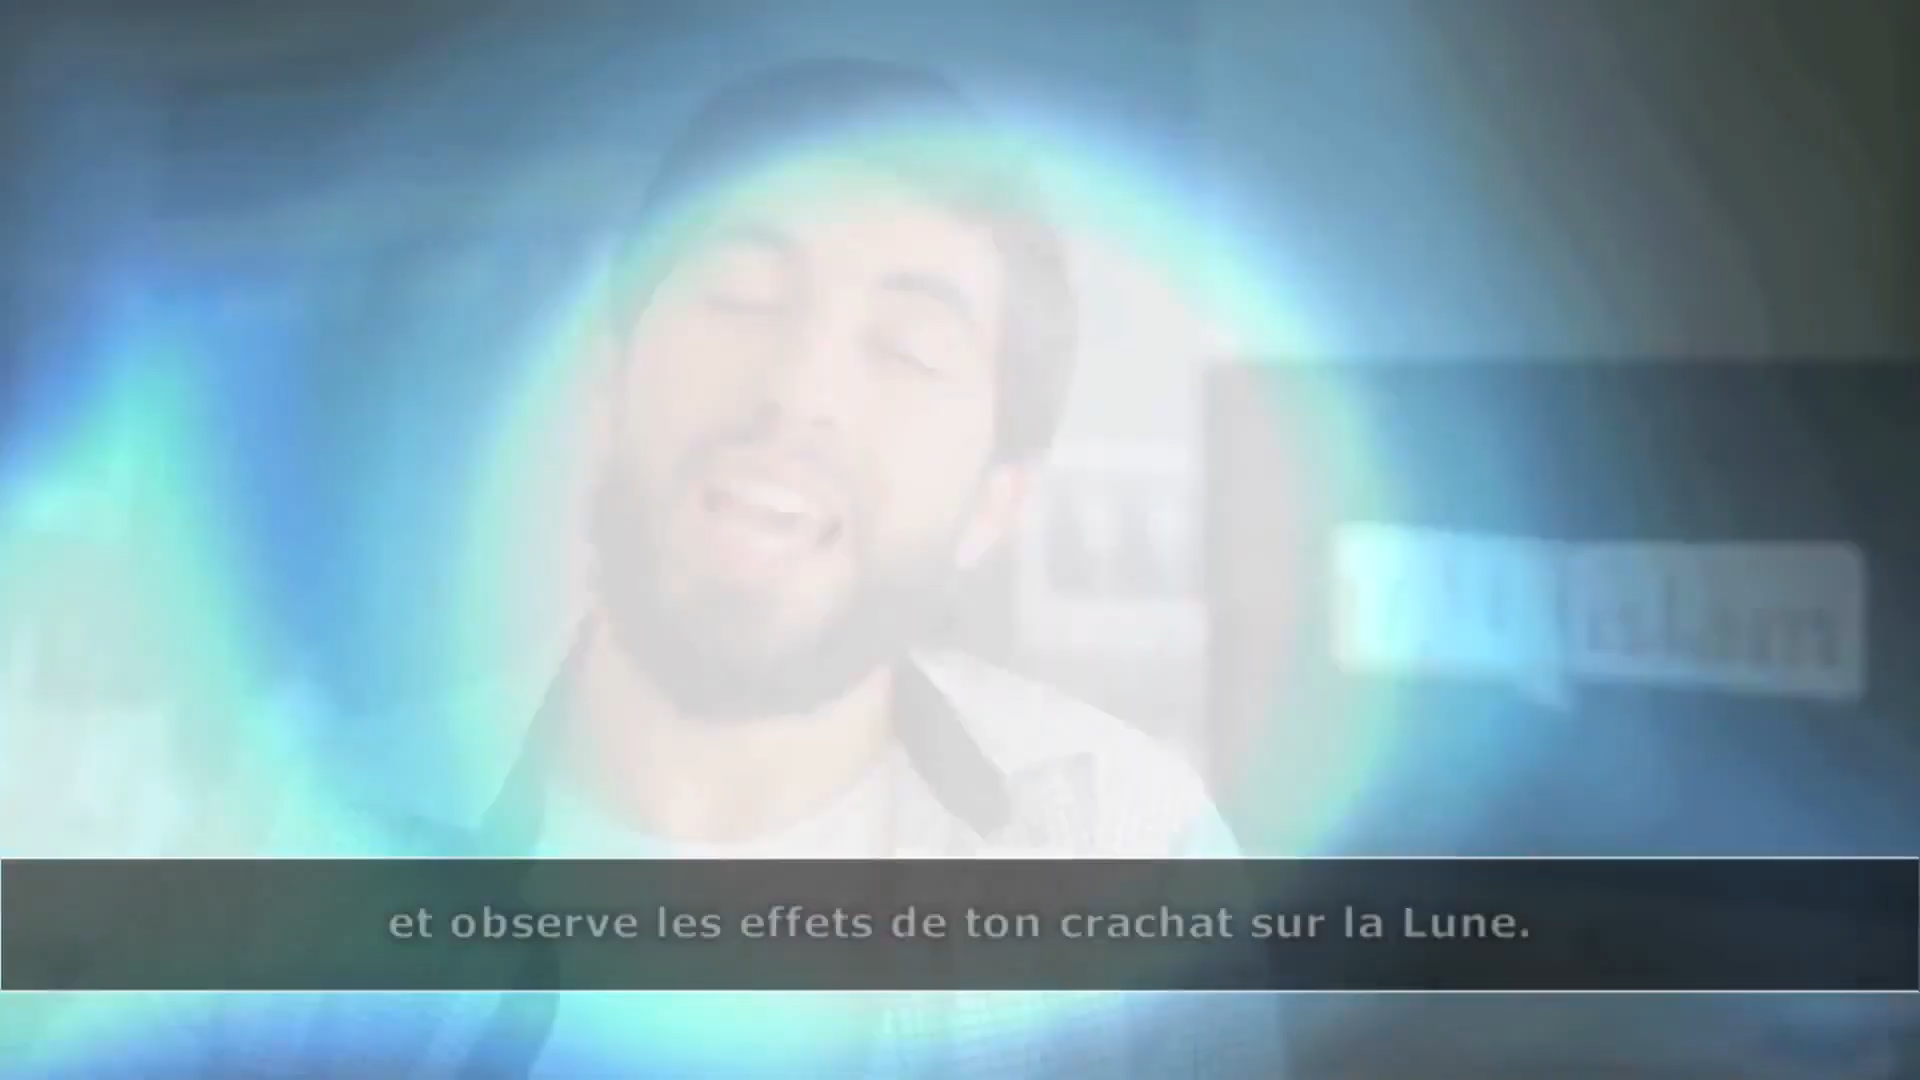 et observe les effets de ton crachat sur la Lune.